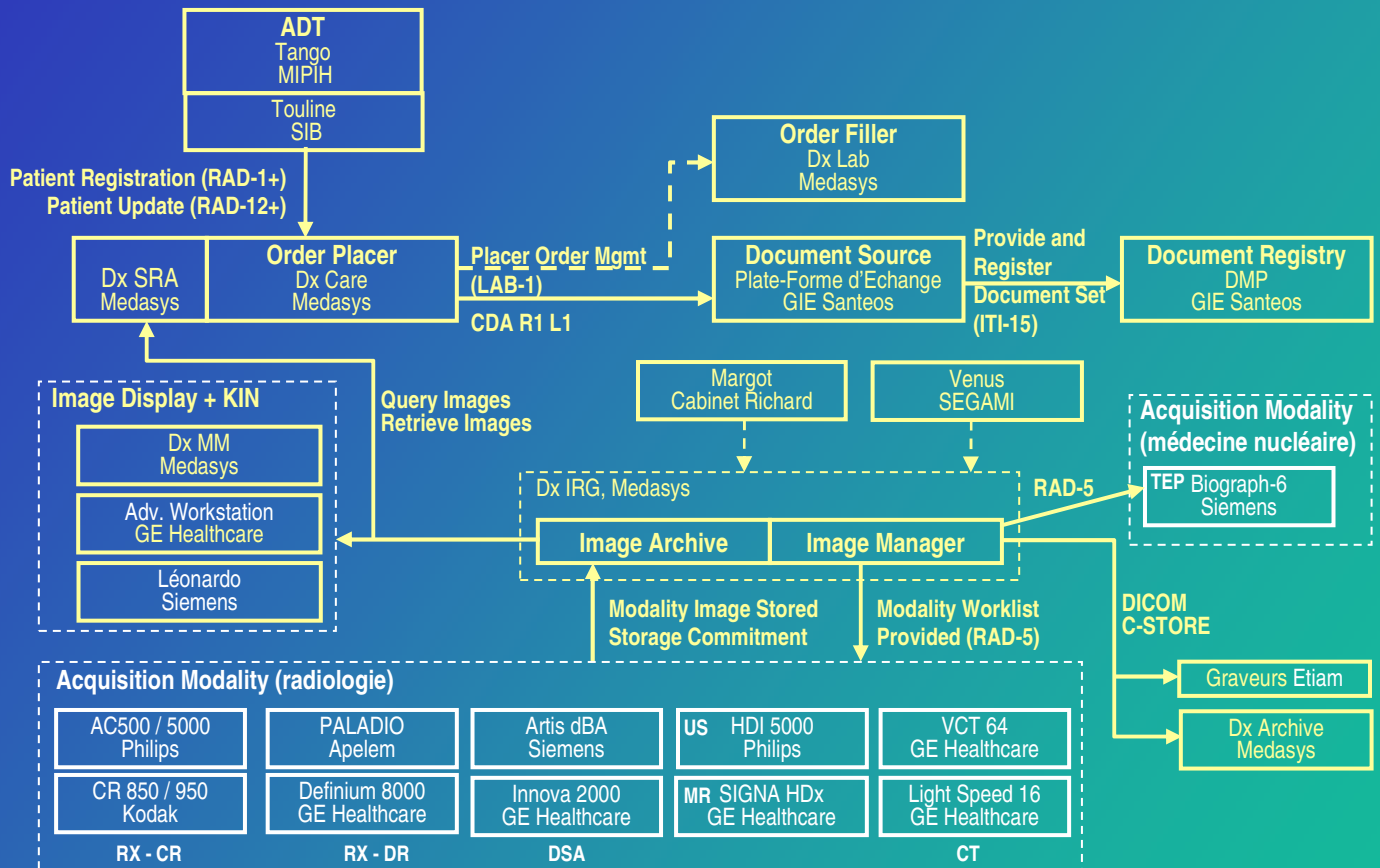 ADT
Tango
MIPIH
Touline
SIB
Order Filler
Dx Lab
Medasys
Patient Registration (RAD-1+)
Patient Update (RAD-12+)
Dx SRA
Medasys
Order Placer
Dx Care
Medasys
Placer Order Mgmt
(LAB-1)
CDA R1 L1
Document Source
Plate-Forme d'Echange
GIE Santeos
Provide and
Register
Document Set
(ITI-15)
Document Registry
DMP
GIE Santeos
Image Display + KIN
Dx MM
Medasys
Adv. Workstation
GE Healthcare
Léonardo
Siemens
Query Images
Retrieve Images
Margot
Cabinet Richard
Venus
SEGAMI
Acquisition Modality
(médecine nucléaire)
TEP Biograph-6
Siemens
Dx IRG, Medasys
RAD-5
Image Archive
Image Manager
Modality Image Stored
Storage Commitment
Modality Worklist
Provided (RAD-5)
DICOM
C-STORE
Graveurs Etiam
Dx Archive
Medasys
Acquisition Modality (radiologie)
AC500 / 5000
Philips
PALADIO
Apelem
Artis dBA
Siemens
US HDI 5000
Philips
VCT 64
GE Healthcare
CR 850 / 950
Kodak
Definium 8000
GE Healthcare
Innova 2000
GE Healthcare
MR SIGNA HDx
GE Healthcare
Light Speed 16
GE Healthcare
RX - CR
RX - DR
DSA
CT